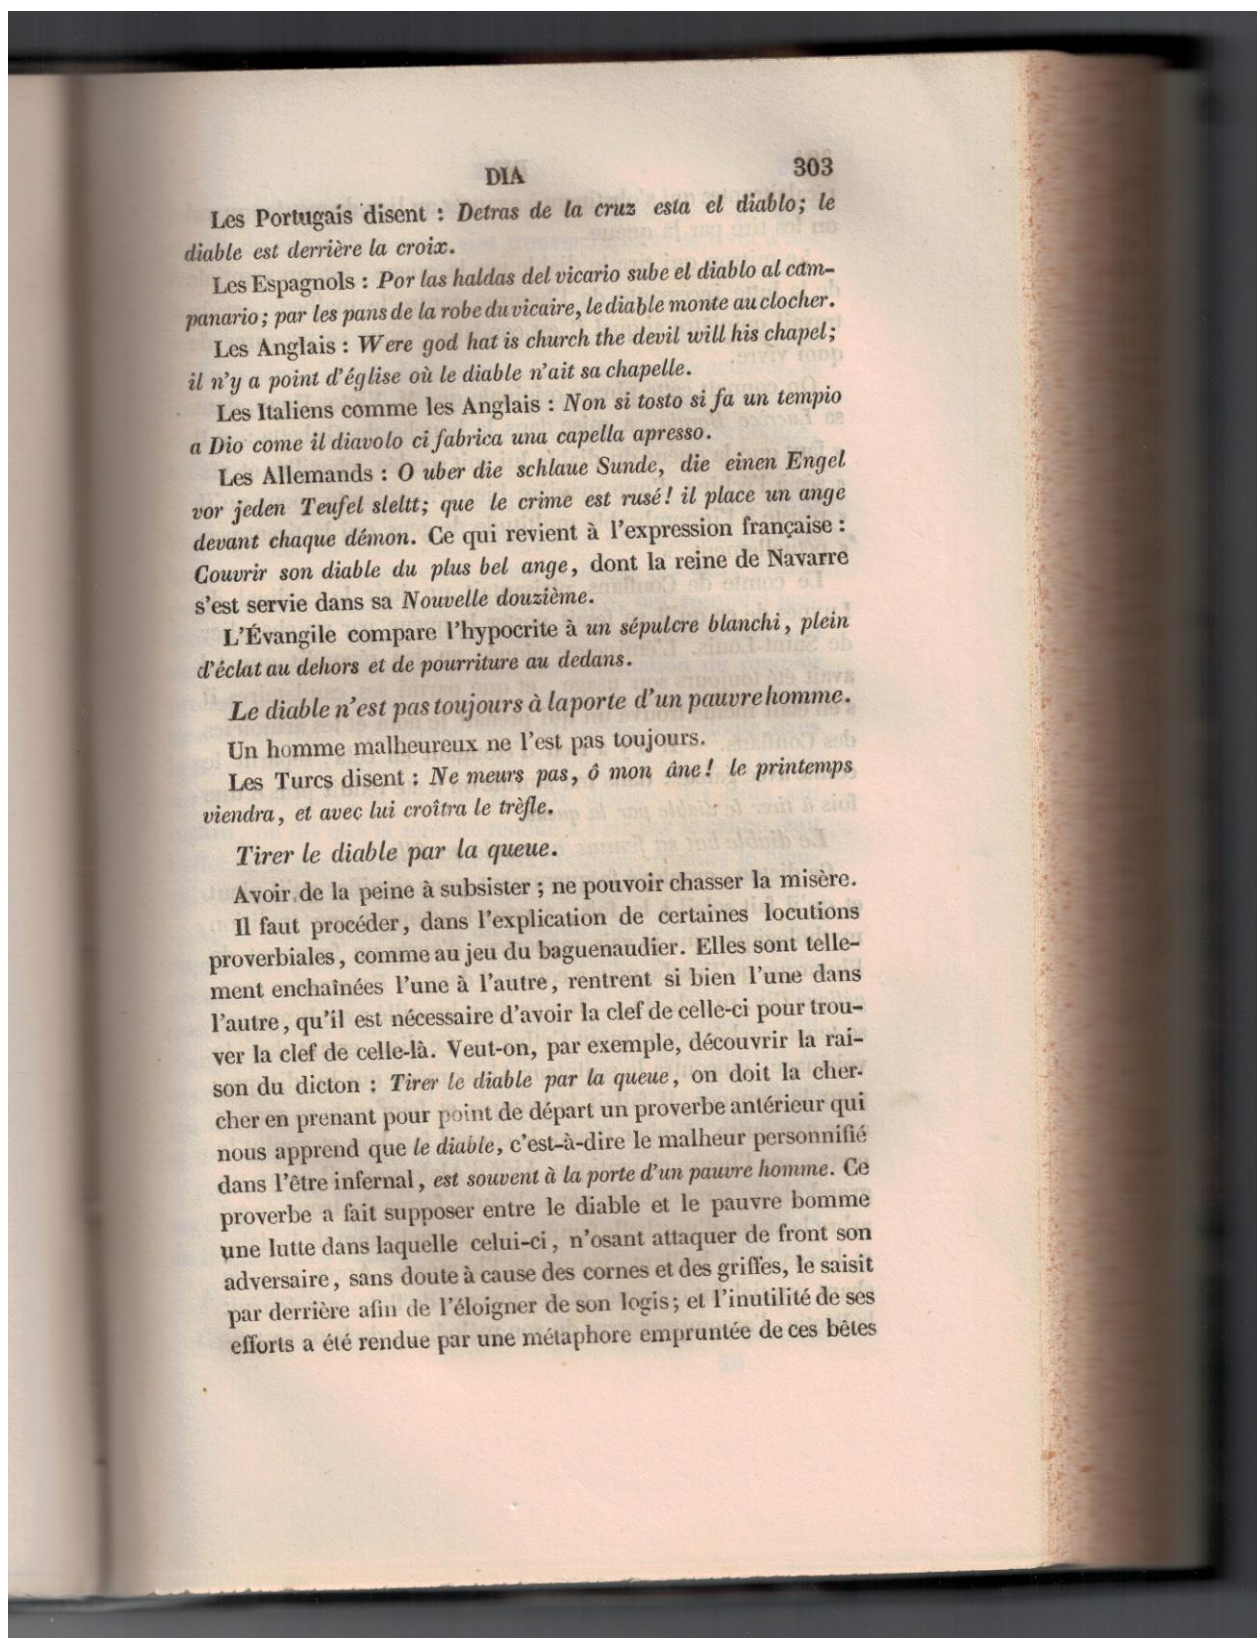 DIA 303
Les Portugais disent : Detras de la cruz esta el diablo; le
diable est derrière la croix.
Les Espagnols : Por las haldas del vicario sube el diablo al cam-
panario; par les pans de la robe du vicaire, le diable monte au clocher.
Les Anglais : Were god hat is church the devil will his chapel;
il n'y a point d'église où le diable n'ait sa chapelle.
Les Italiens comme les Anglais : Non si tosto si fa un tempio
a Dio come il diavolo ci fabrica una capella apresso.
Les Allemands : O uber die schlaue Sunde, die einen Engel
vor jeden Teufel sleltt; que le crime est rusé! il place un ange
devant chaque démon. Ce qui revient à l'expression française :
Couvrir son diable du plus bel ange, dont la reine de Navarre
s'est servie dans sa Nouvelle douzième.
L'Évangile compare l'hypocrite à un sépulcre blanchi, plein
d'éclat au dehors et de pourriture au dedans.
Le diable n'est pas toujours à la porte d'un pauvre homme.
Un homme malheureux ne l'est pas toujours.
Les Turcs disent : Ne meurs pas, ô mon âne! le printemps
viendra, et avec lui croîtra le trèfle.
Tirer le diable par la queue.
Avoir de la peine à subsister ; ne pouvoir chasser la misère.
Il faut procéder, dans l'explication de certaines locutions
proverbiales, comme au jeu du baguenaudier. Elles sont telle-
ment enchaînées l'une à l'autre, rentrent si bien l'une dans
l'autre, qu'il est nécessaire d'avoir la clef de celle-ci pour trou-
ver la clef de celle-là. Veut-on, par exemple, découvrir la rai-
son du dicton : Tirer le diable par la queue, on doit la cher-
cher en prenant pour point de départ un proverbe antérieur qui
nous apprend que le diable, c'est-à-dire le malheur personnifié
dans l'être infernal, est souvent à la porte d'un pauvre homme. Ce
proverbe a fait supposer entre le diable et le pauvre bomme
une lutte dans laquelle celui-ci, n'osant attaquer de front son
adversaire, sans doute à cause des cornes et des griffes, le saisit
par derrière afin de l'éloigner de son logis; et l'inutilité de ses
efforts a été rendue par une métaphore empruntée de ces bêtes